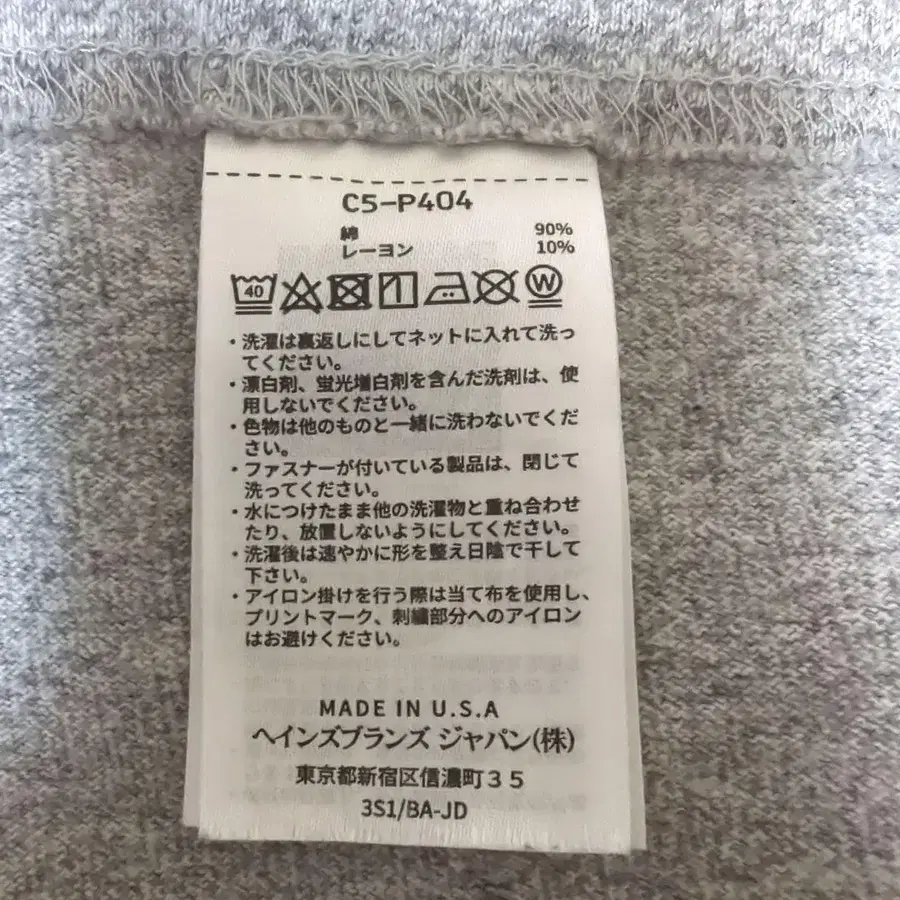 C5-P404
綿 90%
レーヨン 10%
40 W
・洗濯は裏返しにしてネットに入れて洗っ
てください。
・漂白剤、蛍光増白剤を含んだ洗剤は、使
用しないでください。
・色物は他のものと一緒に洗わないでくだ
さい。
・ファスナーが付いている製品は、閉じて
洗ってください。
・水につけたまま他の洗濯物と重ね合わせ
たり、放置しないようにしてください。
・洗濯後は速やかに形を整え日陰で干して
下さい。
・アイロン掛けを行う際は当て布を使用し、
プリントマーク、刺繍部分へのアイロン
はお避けください。
MADE IN U.S.A
ヘインズブランズ ジャパン(株)
東京都新宿区信濃町35
3S1/BA-JD